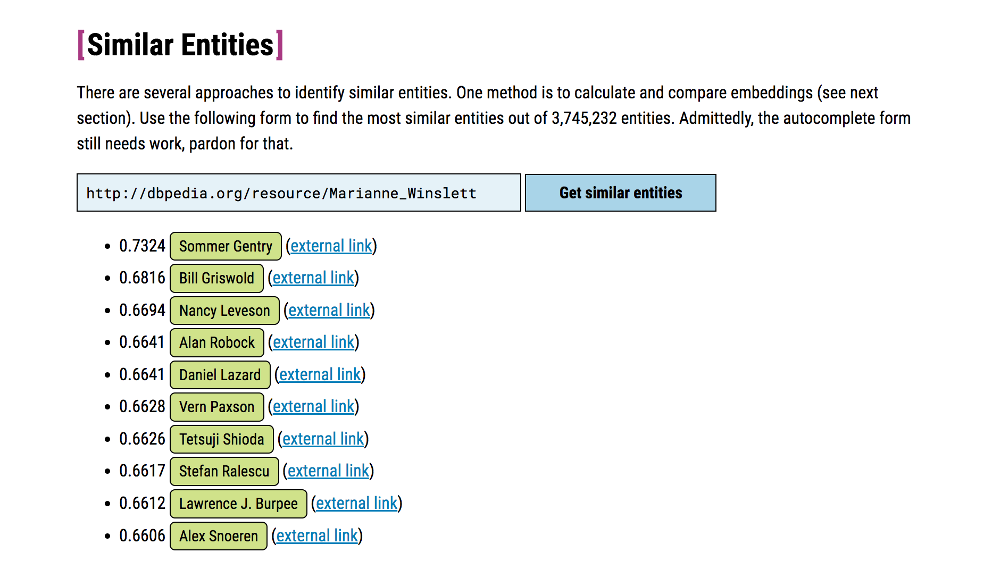 [Similar Entities]
There are several approaches to identify similar entities. One method is to calculate and compare embeddings (see next
section). Use the following form to find the most similar entities out of 3,745,232 entities. Admittedly, the autocomplete form
still needs work, pardon for that.
http://dbpedia.org/resource/Marianne_Winslett Get similar entities
• 0.7324 Sommer Gentry (external link)
• 0.6816 Bill Griswold (external link)
• 0.6694 Nancy Leveson (external link)
• 0.6641 Alan Robock (external link)
• 0.6641 Daniel Lazard (external link)
• 0.6628 Vern Paxson (external link)
• 0.6626 Tetsuji Shioda (external link)
• 0.6617 Stefan Ralescu (external link)
• 0.6612 Lawrence J. Burpee (external link)
• 0.6606 Alex Snoeren (external link)